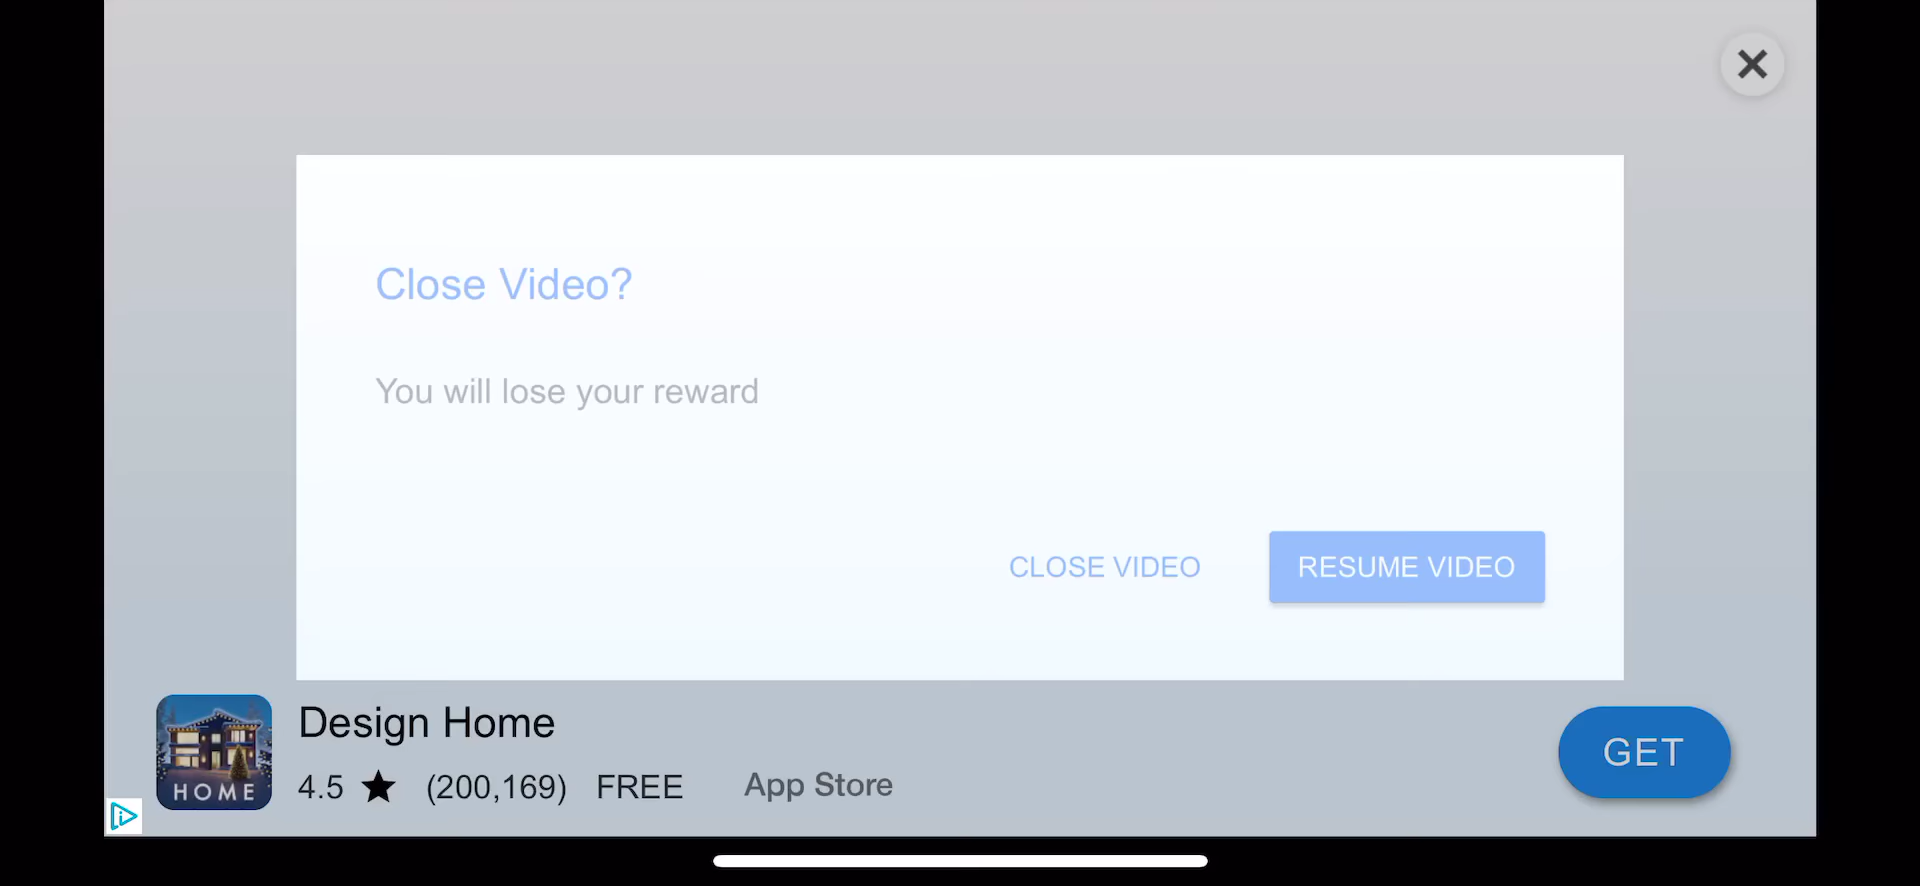 Close Video?
You will lose your reward
CLOSE VIDEO
RESUME VIDEO
HOME
Design Home
4.5 ★ (200,169) FREE App Store
GET